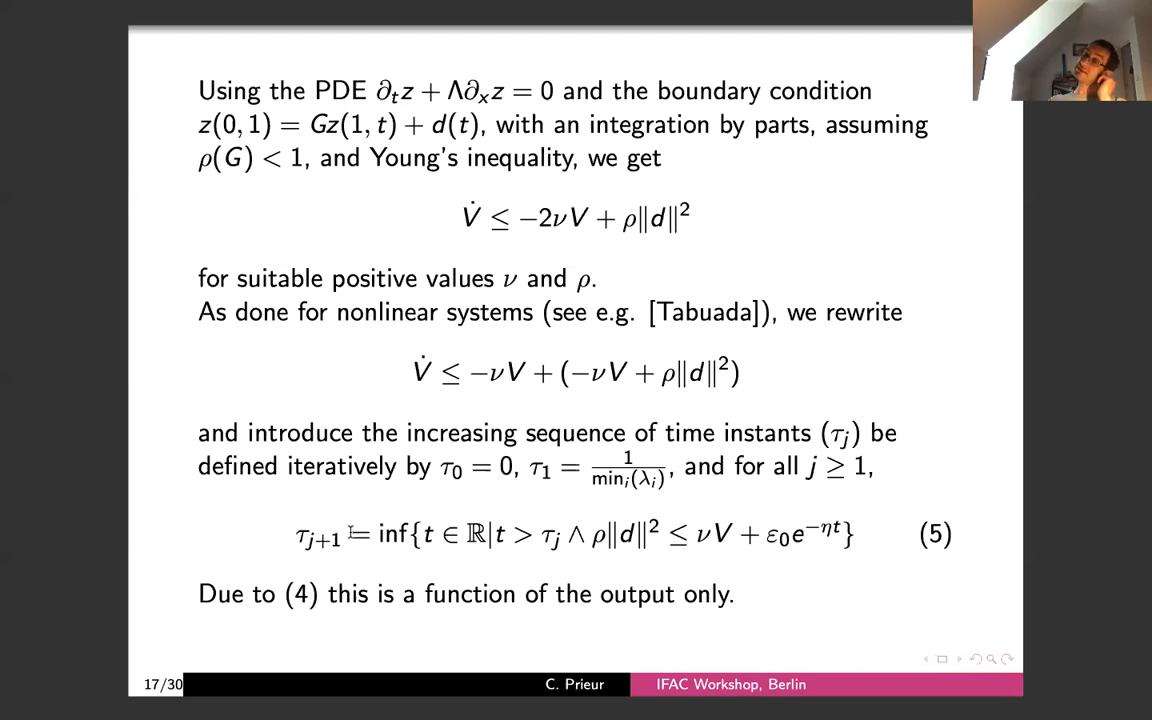 Using the PDE ∂ₜz + Λ∂ₓz = 0 and the boundary condition
z(0, 1) = Gz(1, t) + d(t), with an integration by parts, assuming
ρ(G) < 1, and Young's inequality, we get
V̇ ≤ −2νV + ρ‖d‖²
for suitable positive values ν and ρ.
As done for nonlinear systems (see e.g. [Tabuada]), we rewrite
V̇ ≤ −νV + (−νV + ρ‖d‖²)
and introduce the increasing sequence of time instants (τⱼ) be
defined iteratively by τ₀ = 0, τ₁ = 1/minᵢ(λᵢ), and for all j ≥ 1,
τⱼ₊₁ = inf{t ∈ ℝ|t > τⱼ ∧ ρ‖d‖² ≤ νV + ε₀e^{−ηt}} (5)
Due to (4) this is a function of the output only.
17/30 C. Prieur IFAC Workshop, Berlin